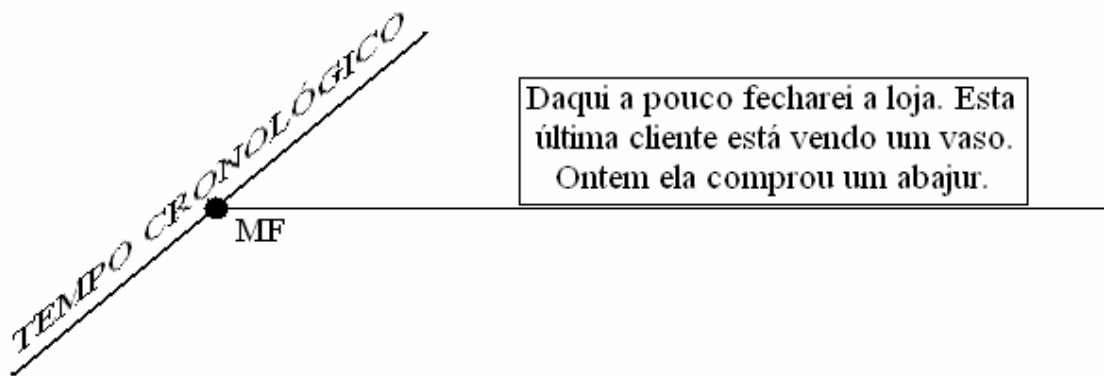 TEMPO CRONOLÓGICO
Daqui a pouco fecharei a loja. Esta
última cliente está vendo um vaso.
Ontem ela comprou um abajur.
MF